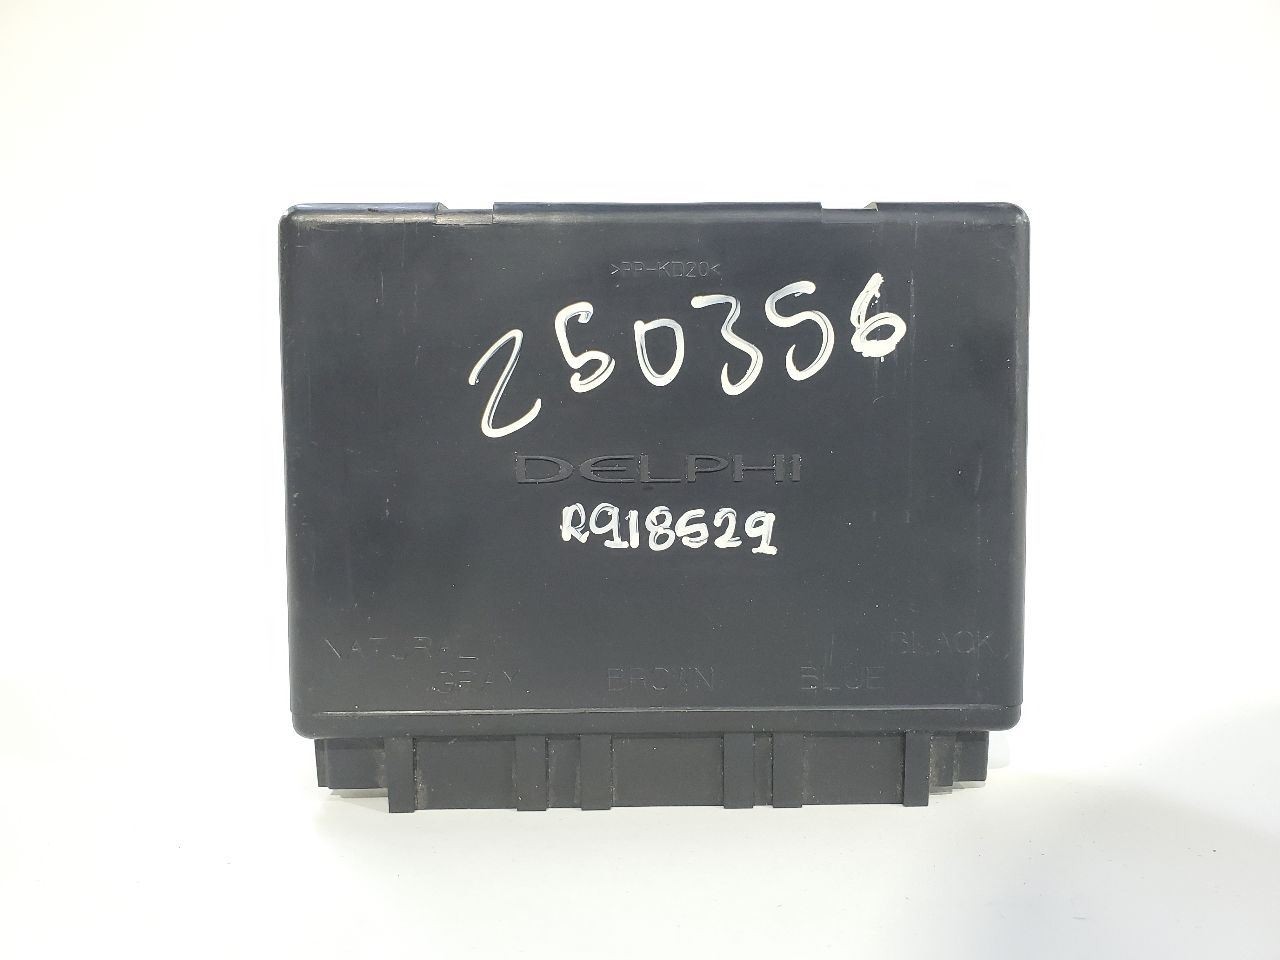 >PP-KD20<
250356
DELPHI
R918529
NATURAL BLACK
GRAY BROWN BLUE